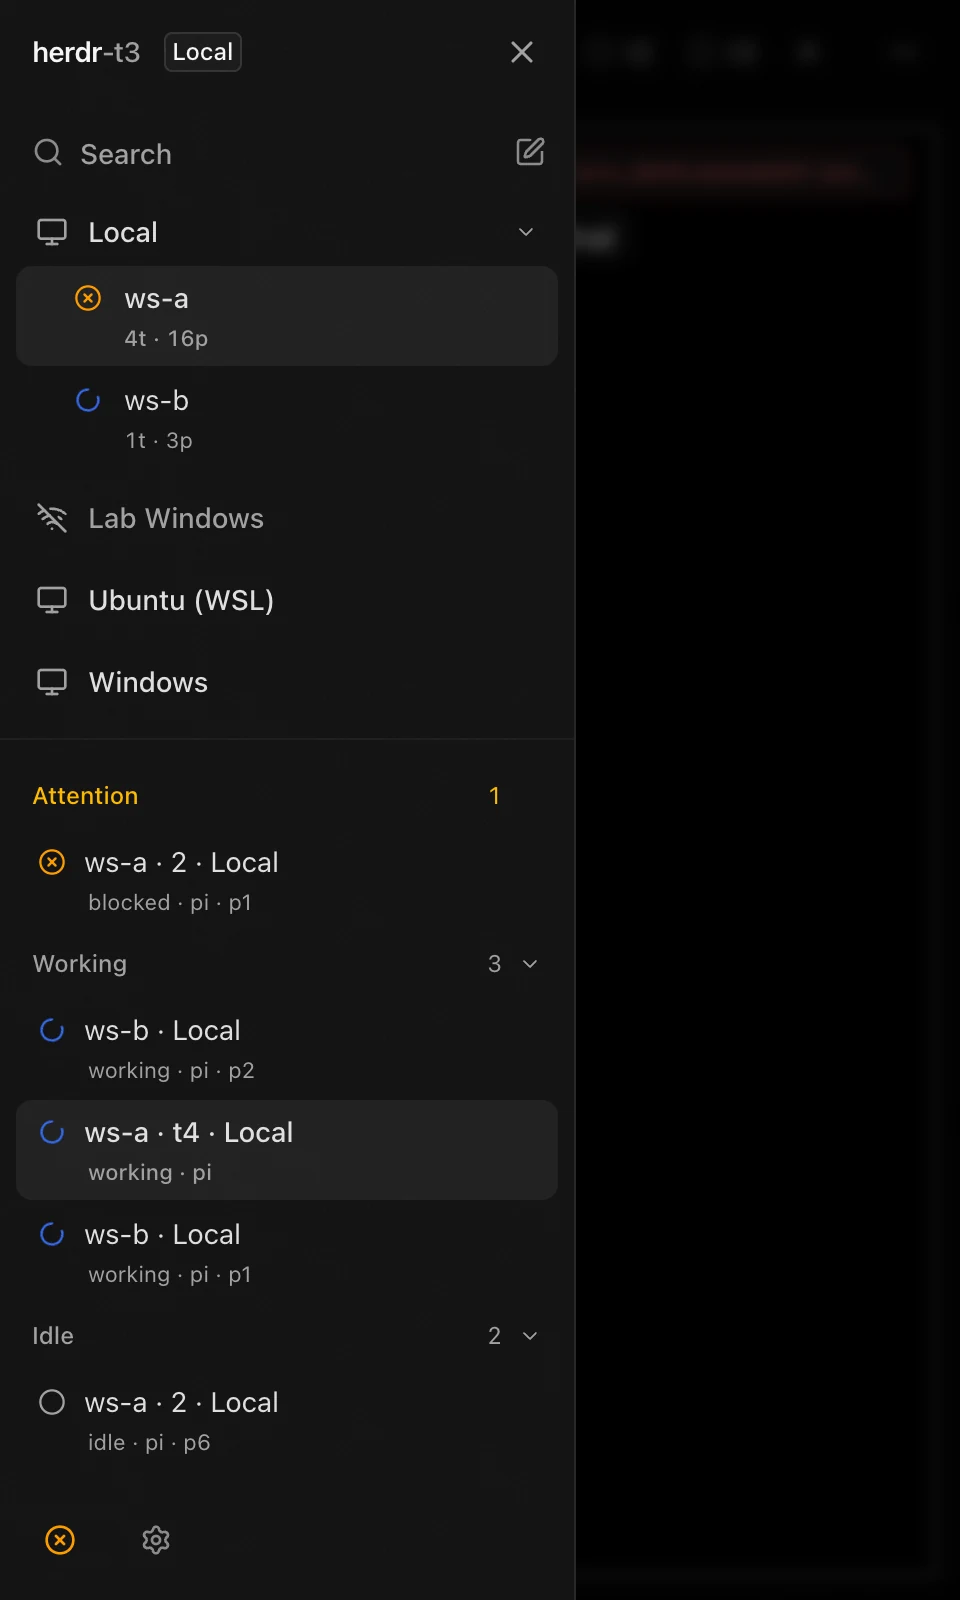 herdr-t3 Local
Search
Local
ws-a
4t · 16p
ws-b
1t · 3p
Lab Windows
Ubuntu (WSL)
Windows
Attention 1
ws-a · 2 · Local
blocked · pi · p1
Working 3
ws-b · Local
working · pi · p2
ws-a · t4 · Local
working · pi
ws-b · Local
working · pi · p1
Idle 2
ws-a · 2 · Local
idle · pi · p6